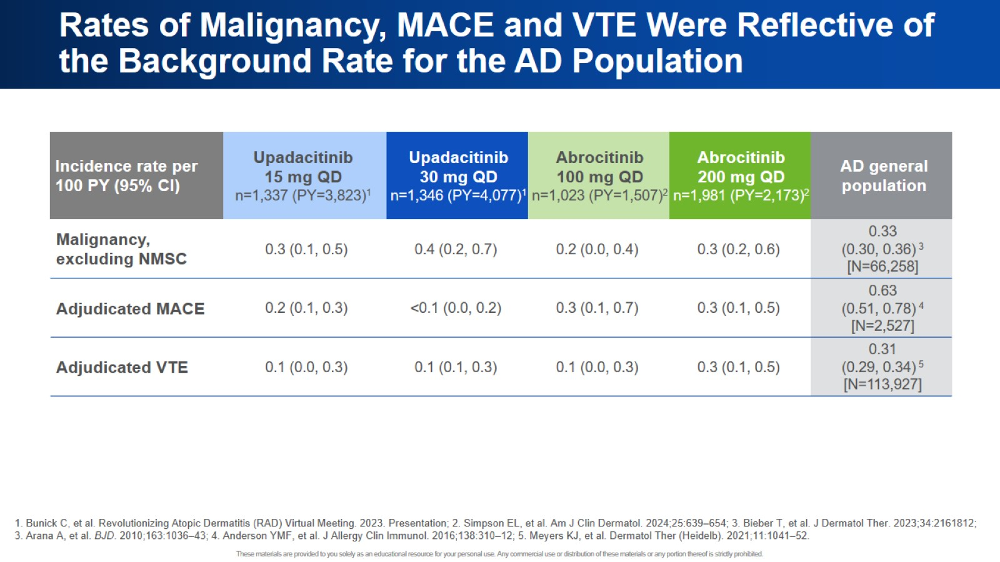 Rates of Malignancy, MACE and VTE Were Reflective of
the Background Rate for the AD Population
Incidence rate per
100 PY (95% CI)
Upadacitinib
15 mg QD
n=1,337 (PY=3,823)1
Upadacitinib
30 mg QD
n=1,346 (PY=4,077)1
Abrocitinib
100 mg QD
n=1,023 (PY=1,507)2
Abrocitinib
200 mg QD
n=1,981 (PY=2,173)2
AD general
population
Malignancy,
excluding NMSC
0.3 (0.1, 0.5)
0.4 (0.2, 0.7)
0.2 (0.0, 0.4)
0.3 (0.2, 0.6)
0.33
(0.30, 0.36) 3
[N=66,258]
Adjudicated MACE
0.2 (0.1, 0.3)
<0.1 (0.0, 0.2)
0.3 (0.1, 0.7)
0.3 (0.1, 0.5)
0.63
(0.51, 0.78) 4
[N=2,527]
Adjudicated VTE
0.1 (0.0, 0.3)
0.1 (0.1, 0.3)
0.1 (0.0, 0.3)
0.3 (0.1, 0.5)
0.31
(0.29, 0.34) 5
[N=113,927]
1. Bunick C, et al. Revolutionizing Atopic Dermatitis (RAD) Virtual Meeting. 2023. Presentation; 2. Simpson EL, et al. Am J Clin Dermatol. 2024;25:639–654; 3. Bieber T, et al. J Dermatol Ther. 2023;34:2161812;
3. Arana A, et al. BJD. 2010;163:1036–43; 4. Anderson YMF, et al. J Allergy Clin Immunol. 2016;138:310–12; 5. Meyers KJ, et al. Dermatol Ther (Heidelb). 2021;11:1041–52.
These materials are provided to you solely as an educational resource for your personal use. Any commercial use or distribution of these materials or any portion thereof is strictly prohibited.